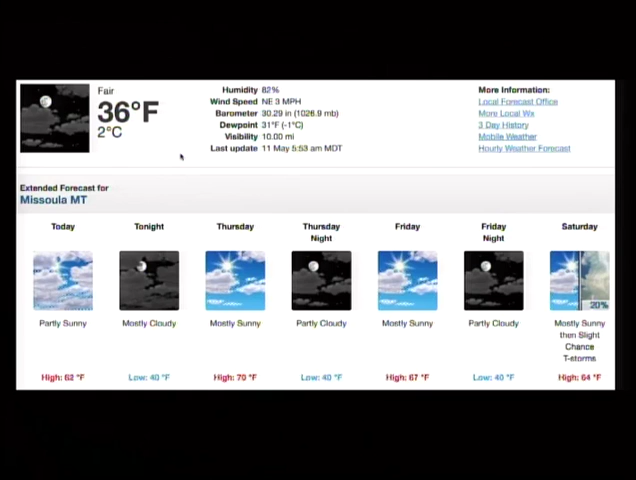 Fair
36°F
2°C
Humidity 82%
Wind Speed NE 3 MPH
Barometer 30.29 in (1026.9 mb)
Dewpoint 31°F (-1°C)
Visibility 10.00 mi
Last update 11 May 5:53 am MDT
More Information:
Local Forecast Office
More Local Wx
3 Day History
Mobile Weather
Hourly Weather Forecast
Extended Forecast for
Missoula MT
Today Tonight Thursday Thursday Night Friday Friday Night Saturday
20%
Partly Sunny Mostly Cloudy Mostly Sunny Partly Cloudy Mostly Sunny Partly Cloudy Mostly Sunny
then Slight
Chance
T-storms
High: 62 °F Low: 40 °F High: 70 °F Low: 40 °F High: 67 °F Low: 40 °F High: 64 °F